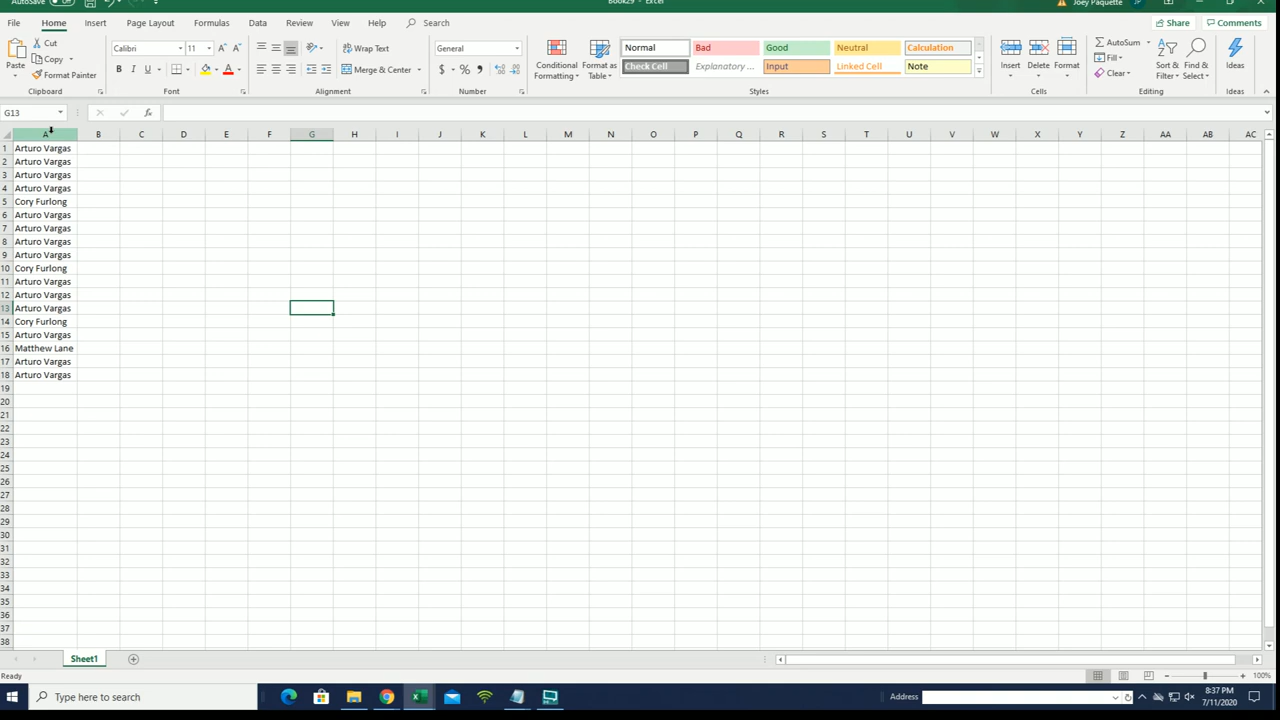 AutoSave Off Book29 - Excel Joey Paquette JP
File Home Insert Page Layout Formulas Data Review View Help Search Share Comments
Paste Cut Copy Format Painter Clipboard
Calibri 11 B I U A Font
Wrap Text Merge & Center Alignment
General $ % , Number
Conditional Formatting Format as Table
Normal Bad Good Neutral Calculation
Check Cell Explanatory ... Input Linked Cell Note
Styles
Insert Delete Format Cells
AutoSum Fill Clear Sort & Filter Find & Select Editing
Ideas Ideas
G13 fx
A B C D E F G H I J K L M N O P Q R S T U V W X Y Z AA AB AC
1 Arturo Vargas
2 Arturo Vargas
3 Arturo Vargas
4 Arturo Vargas
5 Cory Furlong
6 Arturo Vargas
7 Arturo Vargas
8 Arturo Vargas
9 Arturo Vargas
10 Cory Furlong
11 Arturo Vargas
12 Arturo Vargas
13 Arturo Vargas
14 Cory Furlong
15 Arturo Vargas
16 Matthew Lane
17 Arturo Vargas
18 Arturo Vargas
19
20
21
22
23
24
25
26
27
28
29
30
31
32
33
34
35
36
37
38
Sheet1
Ready 100%
Type here to search Address 8:37 PM
7/11/2020